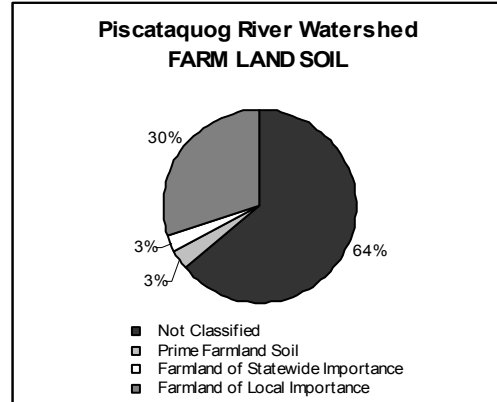 Piscataquog River Watershed
FARM LAND SOIL
30%
3%
3%
64%
Not Classified
Prime Farmland Soil
Farmland of Statewide Importance
Farmland of Local Importance